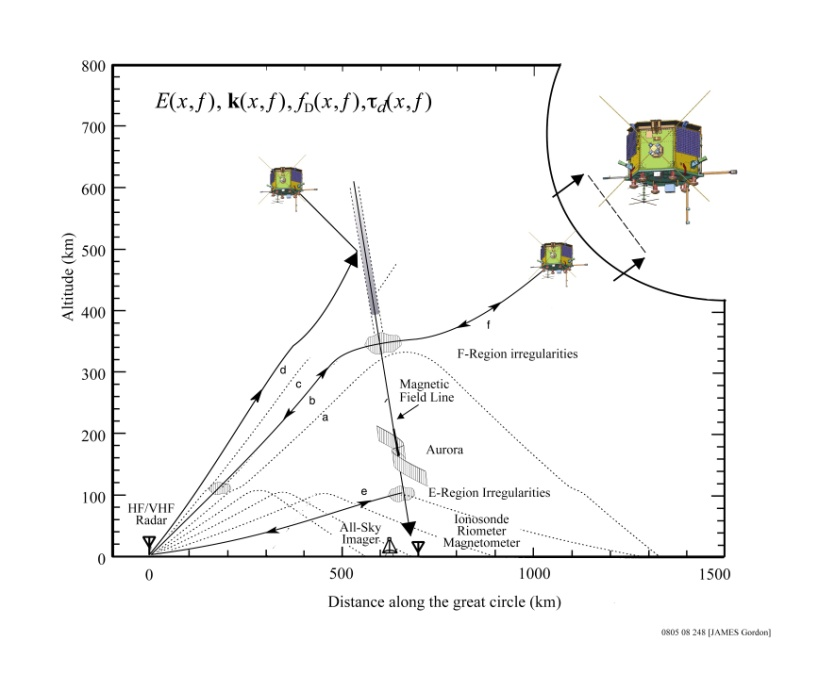 800
E(x,f), k(x,f), f_D(x,f),τ_d(x,f)
700
600
500
Altitude (km)
400
f
F-Region irregularities
300
d
c
b
a
Magnetic
Field Line
200
Aurora
100
e
E-Region Irregularities
HF/VHF
Radar
All-Sky
Imager
Ionosonde
Riometer
Magnetometer
0
0
500
1000
1500
Distance along the great circle (km)
0805 08 248 [JAMES Gordon]